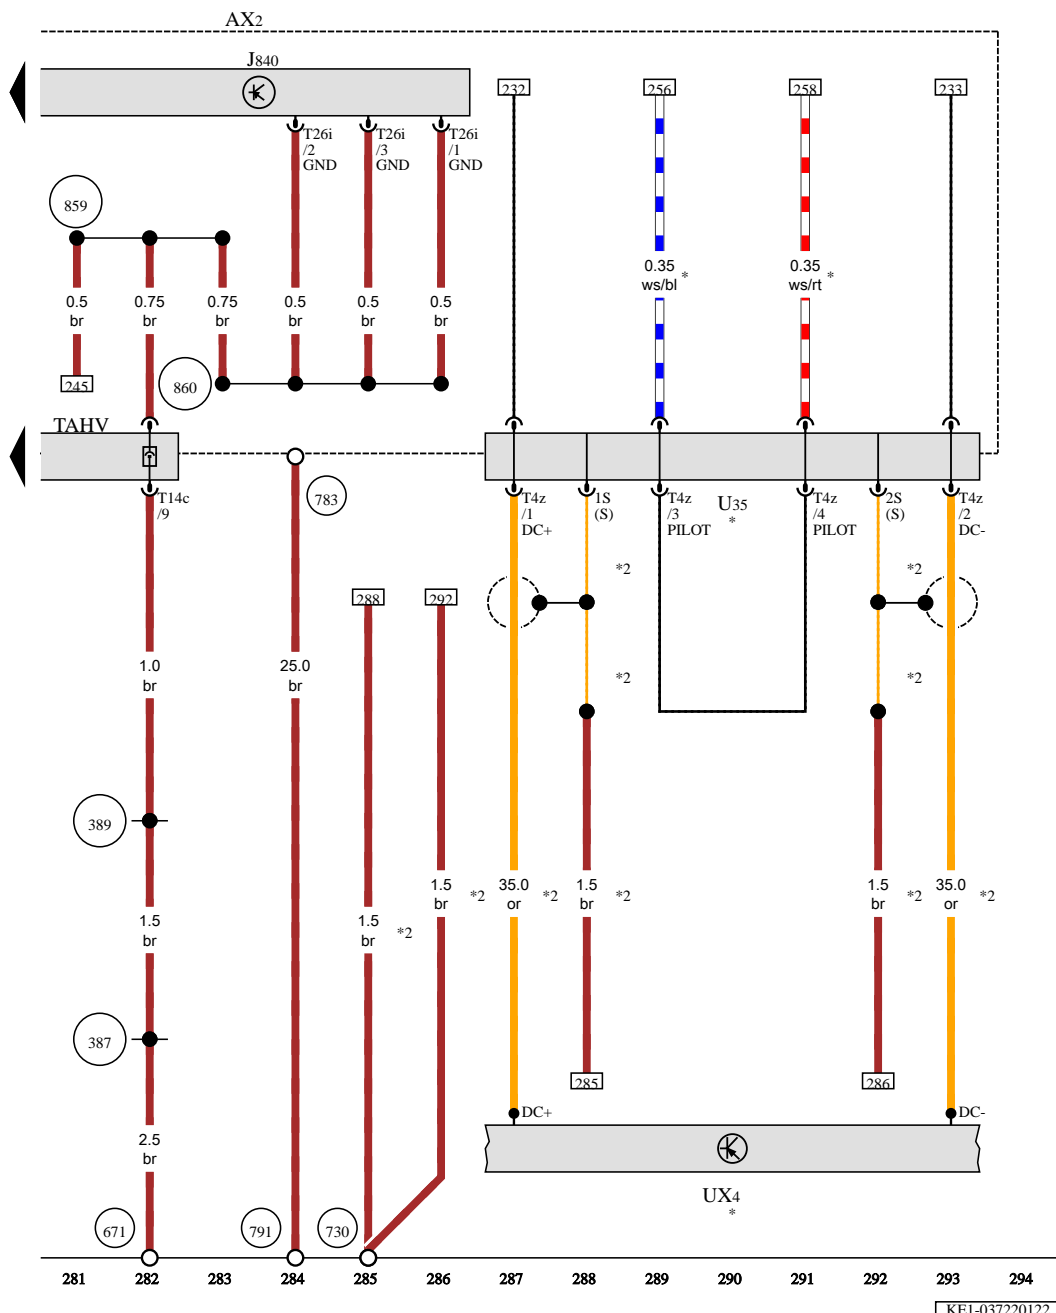 AX2
J840
232
256
258
233
T26i
/2
GND
T26i
/3
GND
T26i
/1
GND
859
0.35
ws/bl
*
0.35
ws/rt
*
0.5
br
0.75
br
0.75
br
0.5
br
0.5
br
0.5
br
245
860
TAHV
T14c
/9
783
T4z
/1
DC+
1S
(S)
T4z
/3
PILOT
U35
*
T4z
/4
PILOT
2S
(S)
T4z
/2
DC-
*2
*2
288
292
1.0
br
25.0
br
*2
*2
389
1.5
br
*2
35.0
or
*2
1.5
br
*2
1.5
br
*2
35.0
or
*2
1.5
br
1.5
br
*2
387
285
286
DC+
DC-
2.5
br
UX4
*
671
791
730
281 282 283 284 285 286 287 288 289 290 291 292 293 294
KE1-037220122